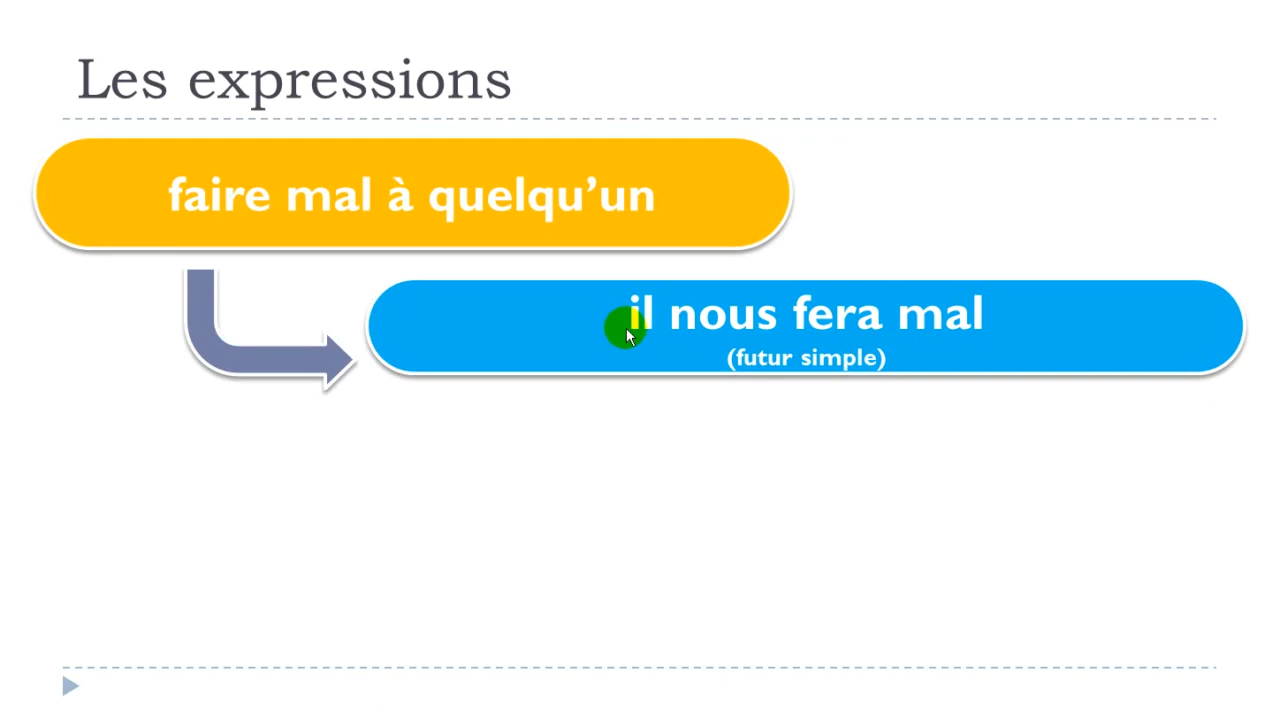 Les expressions
faire mal à quelqu’un
il nous fera mal
(futur simple)